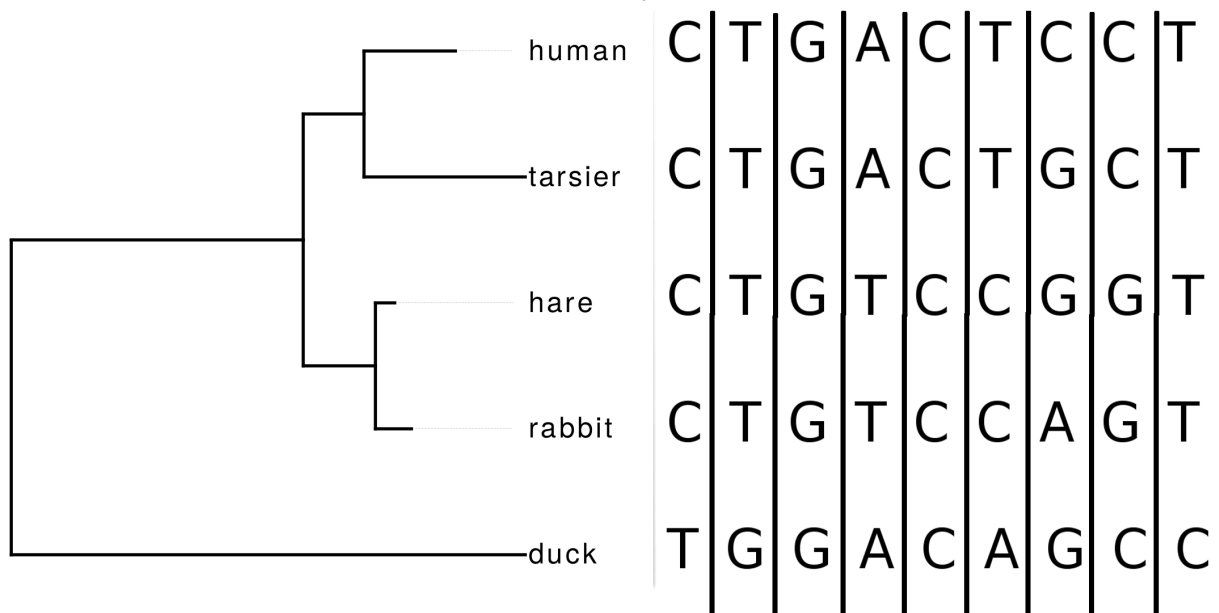 human C T G A C T C C T
tarsier C T G A C T G C T
hare C T G T C C G G T
rabbit C T G T C C A G T
duck T G G A C A G C C